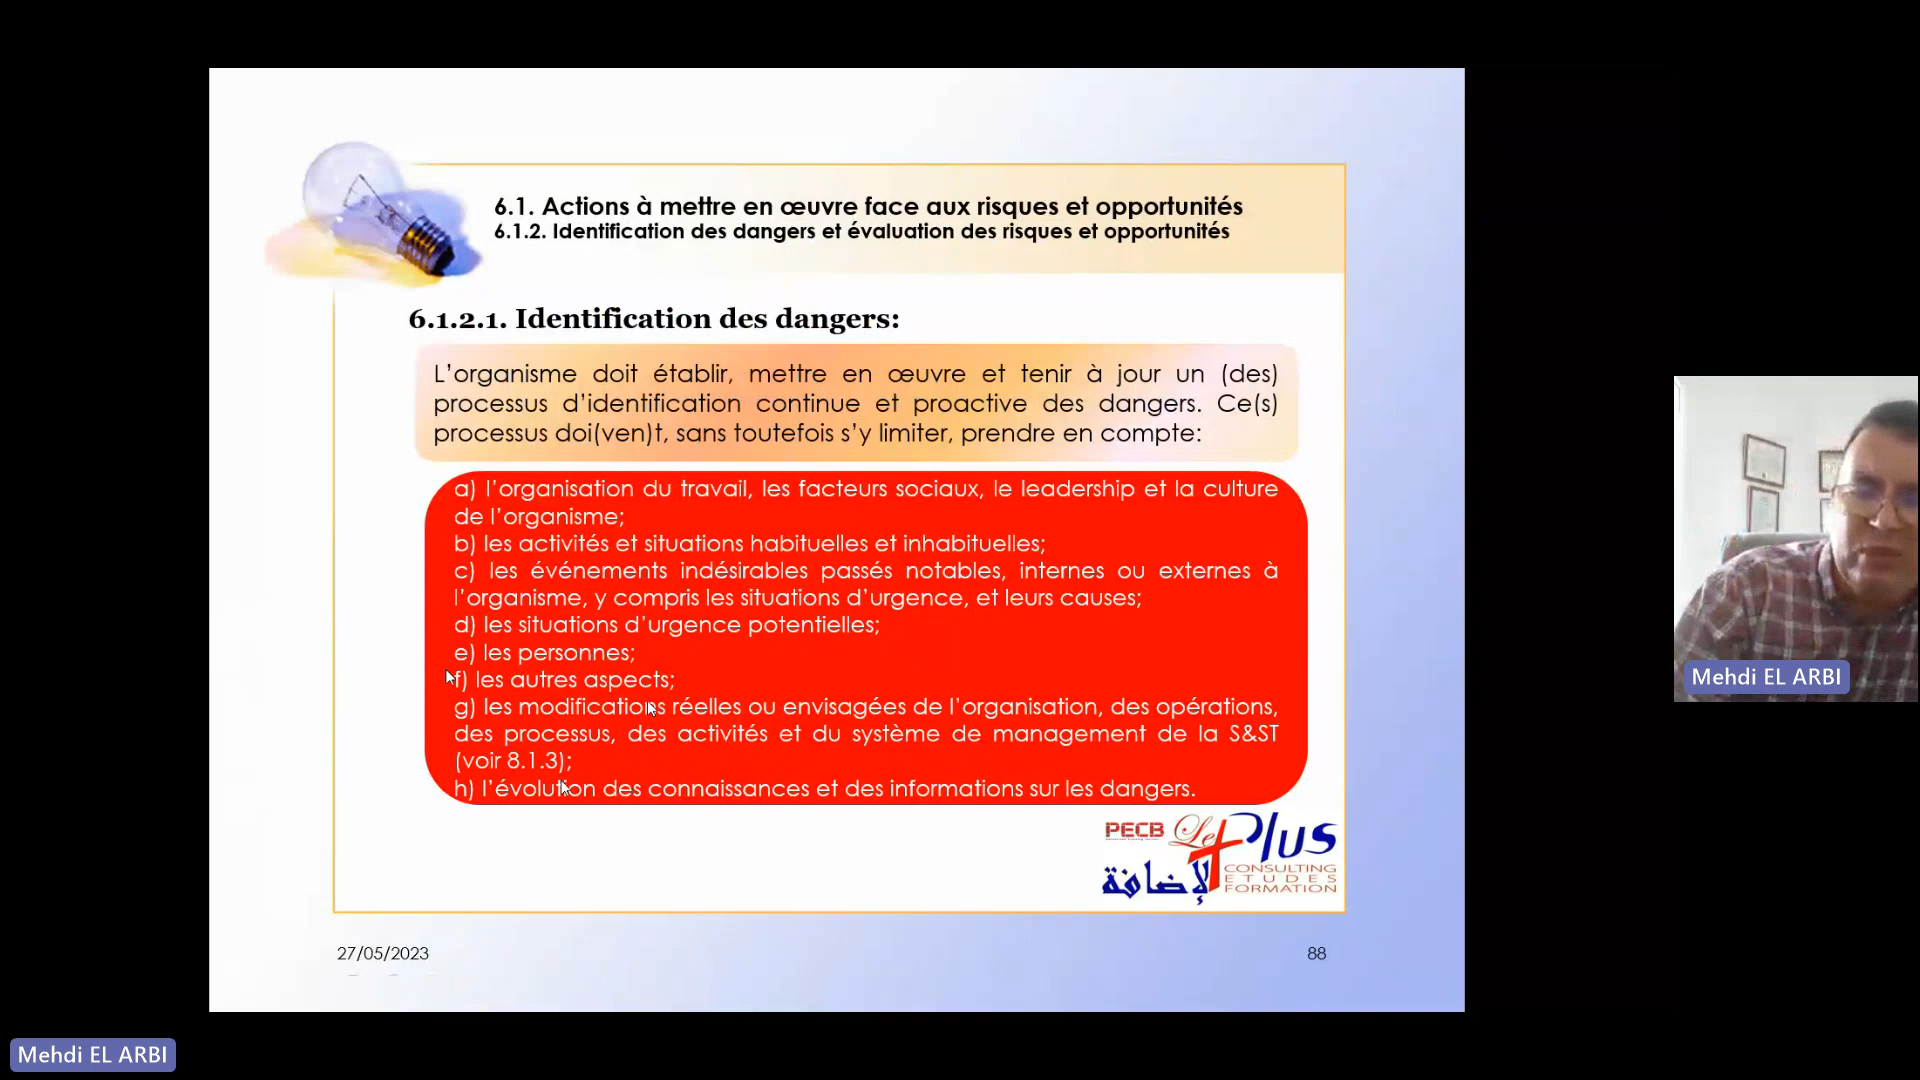 6.1. Actions à mettre en œuvre face aux risques et opportunités
6.1.2. Identification des dangers et évaluation des risques et opportunités
6.1.2.1. Identification des dangers:
L’organisme doit établir, mettre en œuvre et tenir à jour un (des)
processus d’identification continue et proactive des dangers. Ce(s)
processus doi(ven)t, sans toutefois s’y limiter, prendre en compte:
a) l’organisation du travail, les facteurs sociaux, le leadership et la culture
de l’organisme;
b) les activités et situations habituelles et inhabituelles;
c) les événements indésirables passés notables, internes ou externes à
l’organisme, y compris les situations d’urgence, et leurs causes;
d) les situations d’urgence potentielles;
e) les personnes;
f) les autres aspects;
g) les modifications réelles ou envisagées de l’organisation, des opérations,
des processus, des activités et du système de management de la S&ST
(voir 8.1.3);
h) l’évolution des connaissances et des informations sur les dangers.
PECB Le Plus
الإضافة
CONSULTING
ETUDES
FORMATION
27/05/2023
88
Mehdi EL ARBI
Mehdi EL ARBI